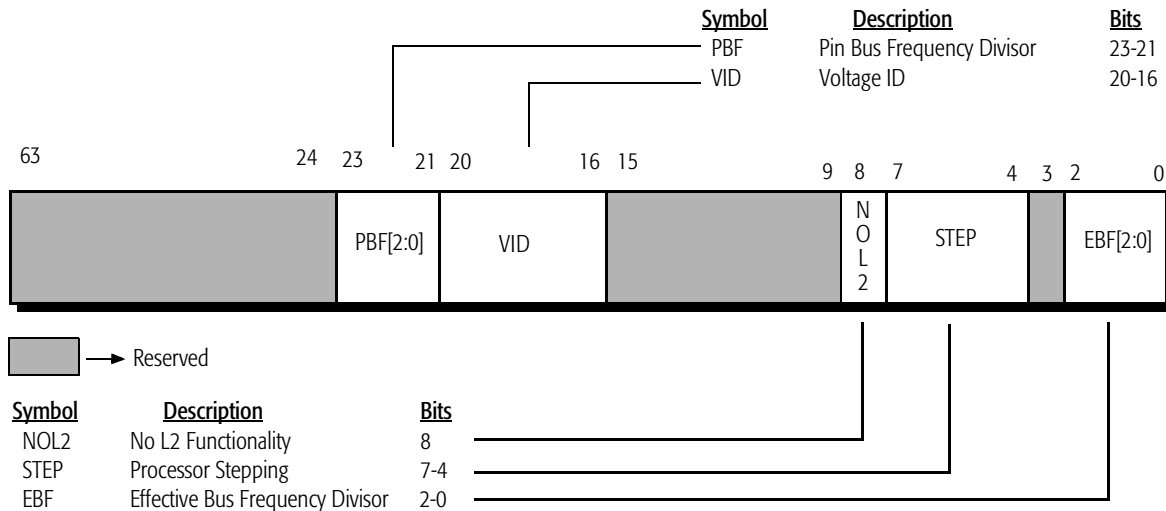 Symbol Description Bits
PBF Pin Bus Frequency Divisor 23-21
VID Voltage ID 20-16
63 24 23 21 20 16 15 9 8 7 4 3 2 0
PBF[2:0] VID N STEP EBF[2:0]
O
L
2
Reserved
Symbol Description Bits
NOL2 No L2 Functionality 8
STEP Processor Stepping 7-4
EBF Effective Bus Frequency Divisor 2-0